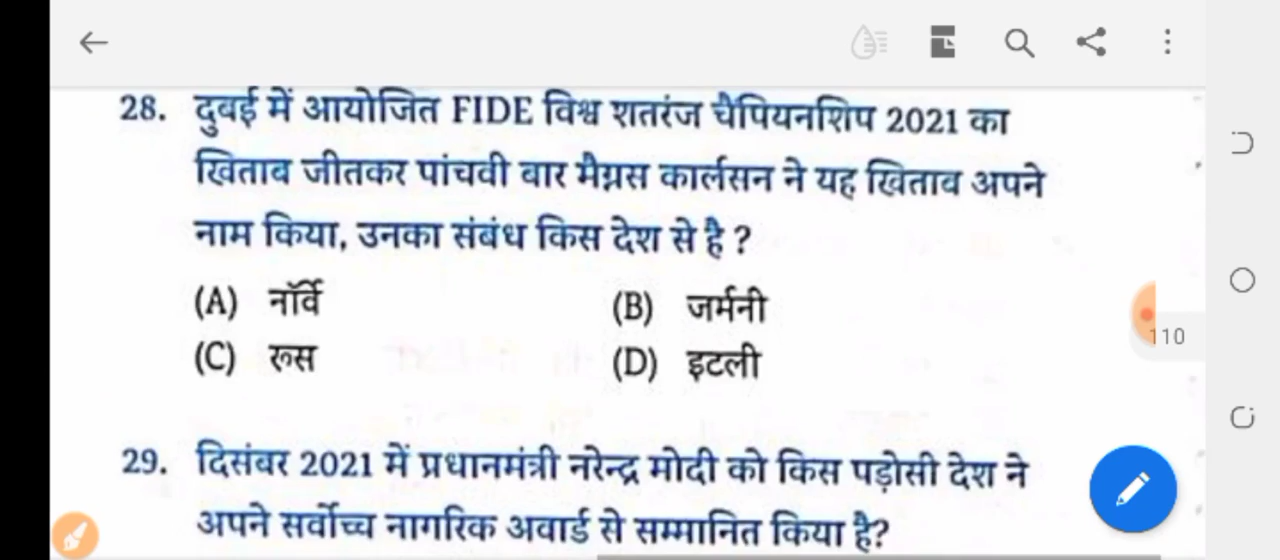 28. दुबई में आयोजित FIDE विश्व शतरंज चैपियनशिप 2021 का
खिताब जीतकर पांचवी बार मैग्नस कार्लसन ने यह खिताब अपने
नाम किया, उनका संबंध किस देश से है ?
(A) नॉर्वे (B) जर्मनी
110
(C) रूस (D) इटली
29. दिसंबर 2021 में प्रधानमंत्री नरेन्द्र मोदी को किस पड़ोसी देश ने
अपने सर्वोच्च नागरिक अवार्ड से सम्मानित किया है?